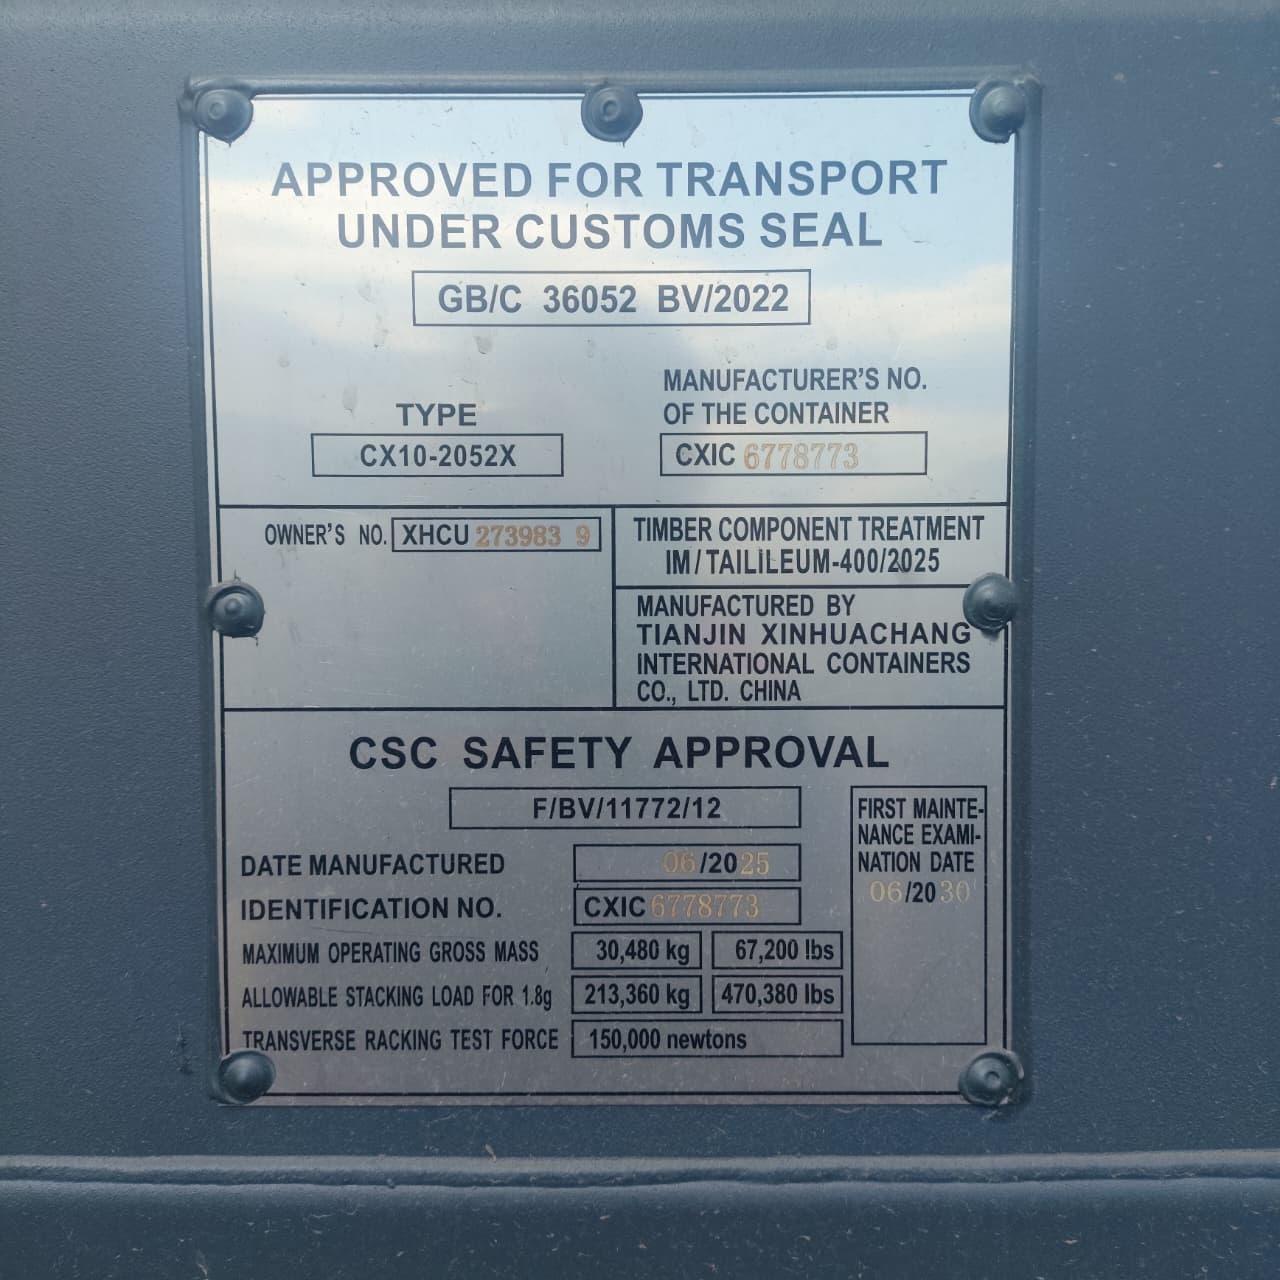 APPROVED FOR TRANSPORT
UNDER CUSTOMS SEAL
GB/C 36052 BV/2022
TYPE
CX10-2052X
MANUFACTURER'S NO.
OF THE CONTAINER
CXIC 6778773
OWNER'S NO. XHCU 273983 9
TIMBER COMPONENT TREATMENT
IM / TAILILEUM-400/2025
MANUFACTURED BY
TIANJIN XINHUACHANG
INTERNATIONAL CONTAINERS
CO., LTD. CHINA
CSC SAFETY APPROVAL
F/BV/11772/12
DATE MANUFACTURED 06/2025
IDENTIFICATION NO. CXIC 6778773
MAXIMUM OPERATING GROSS MASS 30,480 kg 67,200 lbs
ALLOWABLE STACKING LOAD FOR 1.8g 213,360 kg 470,380 lbs
TRANSVERSE RACKING TEST FORCE 150,000 newtons
FIRST MAINTE-
NANCE EXAMI-
NATION DATE
06/2030